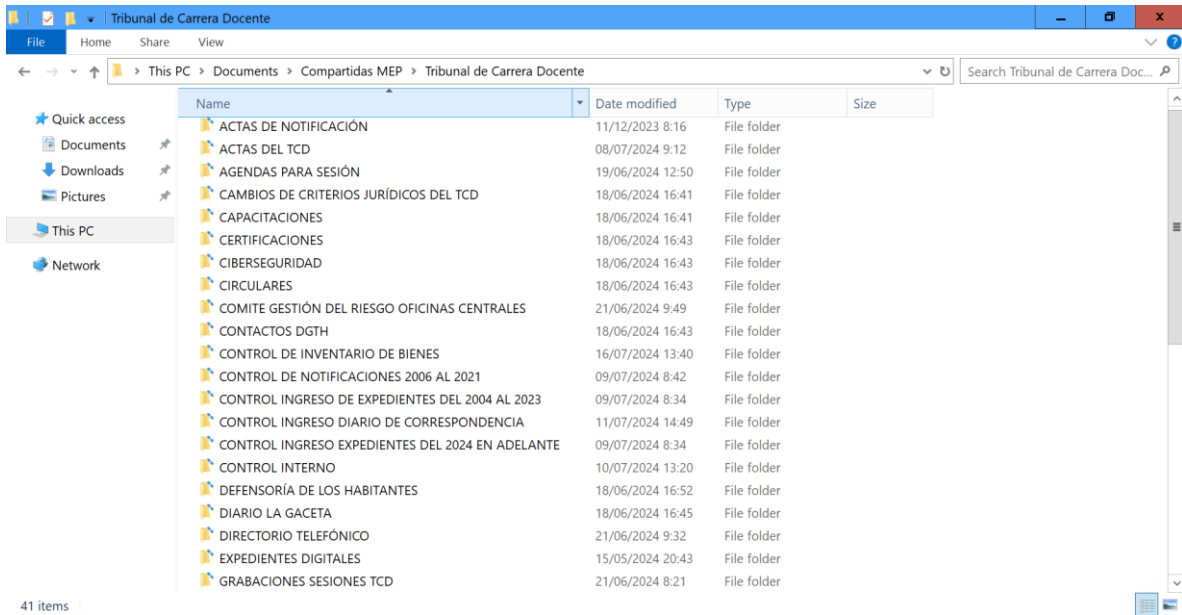 Tribunal de Carrera Docente
File Home Share View
This PC > Documents > Compartidas MEP > Tribunal de Carrera Docente
Search Tribunal de Carrera Doc...
Quick access
Documents
Downloads
Pictures
This PC
Network
Name Date modified Type Size
ACTAS DE NOTIFICACIÓN 11/12/2023 8:16 File folder
ACTAS DEL TCD 08/07/2024 9:12 File folder
AGENDAS PARA SESIÓN 19/06/2024 12:50 File folder
CAMBIOS DE CRITERIOS JURÍDICOS DEL TCD 18/06/2024 16:41 File folder
CAPACITACIONES 18/06/2024 16:41 File folder
CERTIFICACIONES 18/06/2024 16:43 File folder
CIBERSEGURIDAD 18/06/2024 16:43 File folder
CIRCULARES 18/06/2024 16:43 File folder
COMITE GESTIÓN DEL RIESGO OFICINAS CENTRALES 21/06/2024 9:49 File folder
CONTACTOS DGTH 18/06/2024 16:43 File folder
CONTROL DE INVENTARIO DE BIENES 16/07/2024 13:40 File folder
CONTROL DE NOTIFICACIONES 2006 AL 2021 09/07/2024 8:42 File folder
CONTROL INGRESO DE EXPEDIENTES DEL 2004 AL 2023 09/07/2024 8:34 File folder
CONTROL INGRESO DIARIO DE CORRESPONDENCIA 11/07/2024 14:49 File folder
CONTROL INGRESO EXPEDIENTES DEL 2024 EN ADELANTE 09/07/2024 8:34 File folder
CONTROL INTERNO 10/07/2024 13:20 File folder
DEFENSORÍA DE LOS HABITANTES 18/06/2024 16:52 File folder
DIARIO LA GACETA 18/06/2024 16:45 File folder
DIRECTORIO TELEFÓNICO 21/06/2024 9:32 File folder
EXPEDIENTES DIGITALES 15/05/2024 20:43 File folder
GRABACIONES SESIONES TCD 21/06/2024 8:21 File folder
41 items